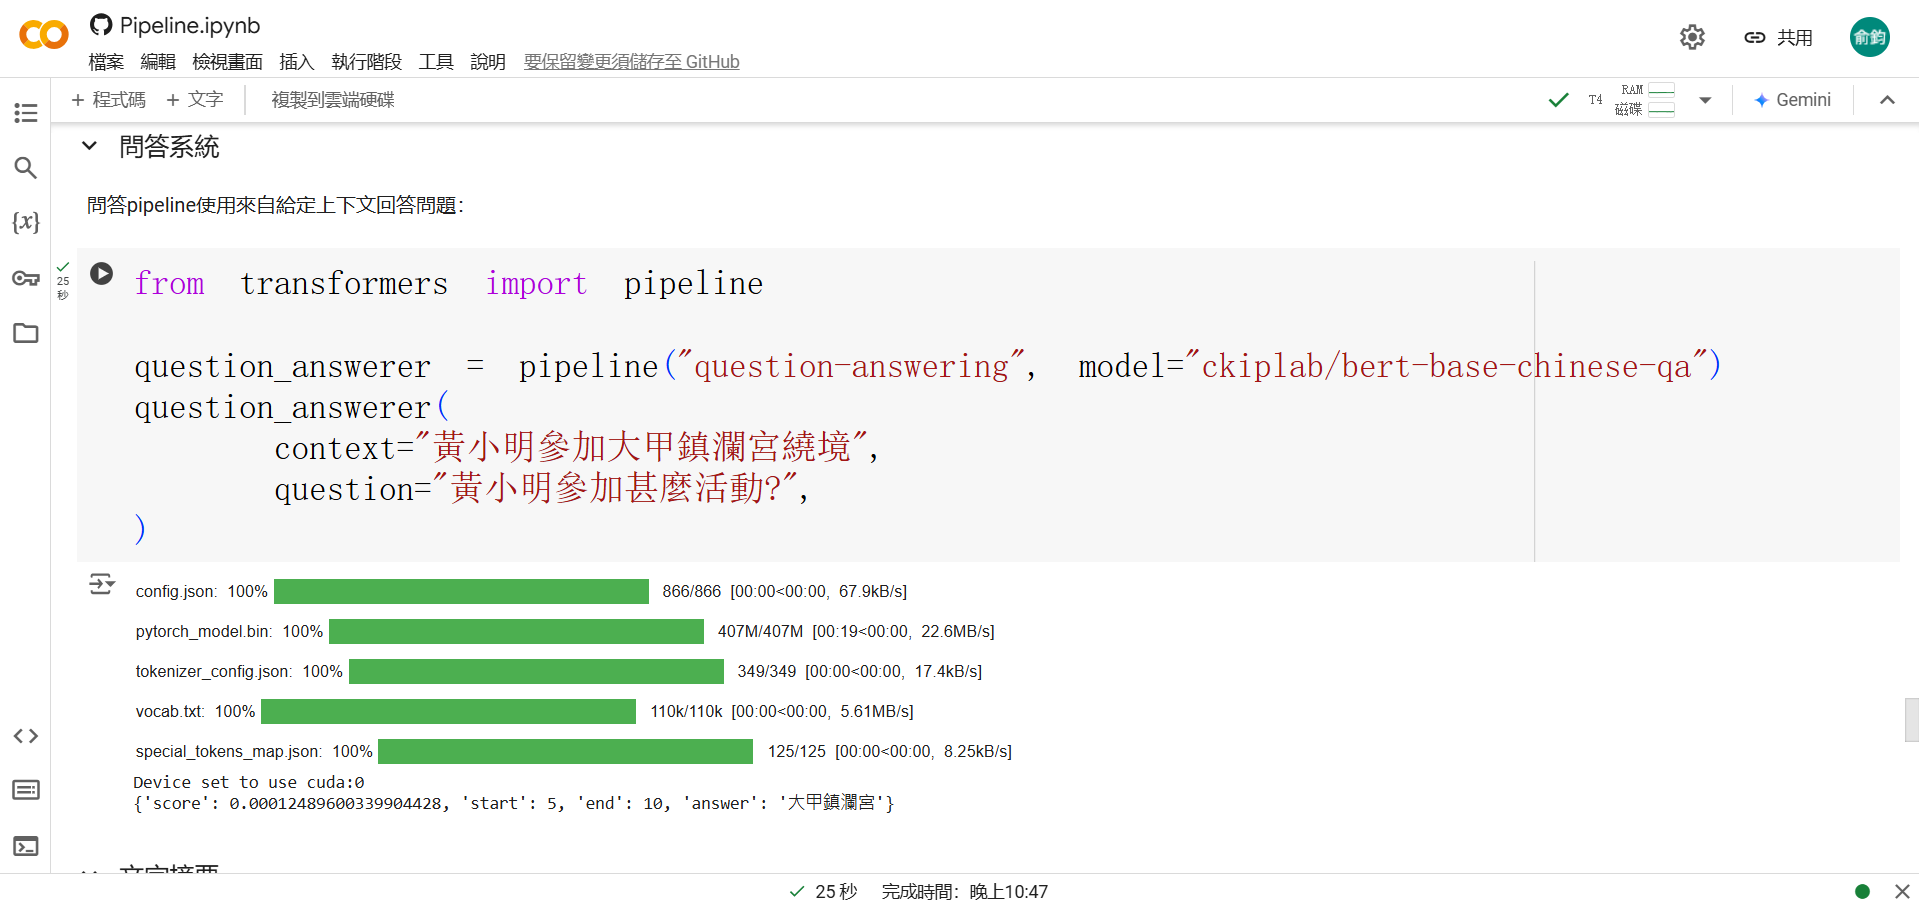 Pipeline.ipynb
檔案 編輯 檢視畫面 插入 執行階段 工具 說明 要保留變更須儲存至 GitHub
共用
俞鈞
+ 程式碼 + 文字 複製到雲端硬碟
T4 RAM 磁碟 Gemini
問答系統
問答pipeline使用來自給定上下文回答問題：
25 秒
from transformers import pipeline
question_answerer = pipeline("question-answering", model="ckiplab/bert-base-chinese-qa")
question_answerer(
context="黃小明參加大甲鎮瀾宮繞境",
question="黃小明參加甚麼活動?",
)
config.json: 100% 866/866 [00:00<00:00, 67.9kB/s]
pytorch_model.bin: 100% 407M/407M [00:19<00:00, 22.6MB/s]
tokenizer_config.json: 100% 349/349 [00:00<00:00, 17.4kB/s]
vocab.txt: 100% 110k/110k [00:00<00:00, 5.61MB/s]
special_tokens_map.json: 100% 125/125 [00:00<00:00, 8.25kB/s]
Device set to use cuda:0
{'score': 0.00012489600339904428, 'start': 5, 'end': 10, 'answer': '大甲鎮瀾宮'}
25 秒 完成時間：晚上10:47